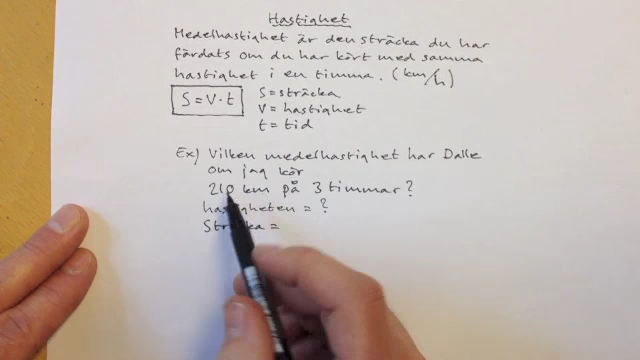 Hastighet
Medelhastighet är den sträcka du har
färdats om du har kört med samma
hastighet i en timma. (km/h)
S = V · t
S = sträcka
V = hastighet
t = tid
Ex) Vilken medelhastighet har Dalle
om jag kör
210 km på 3 timmar?
hastigheten = ?
Sträcka =